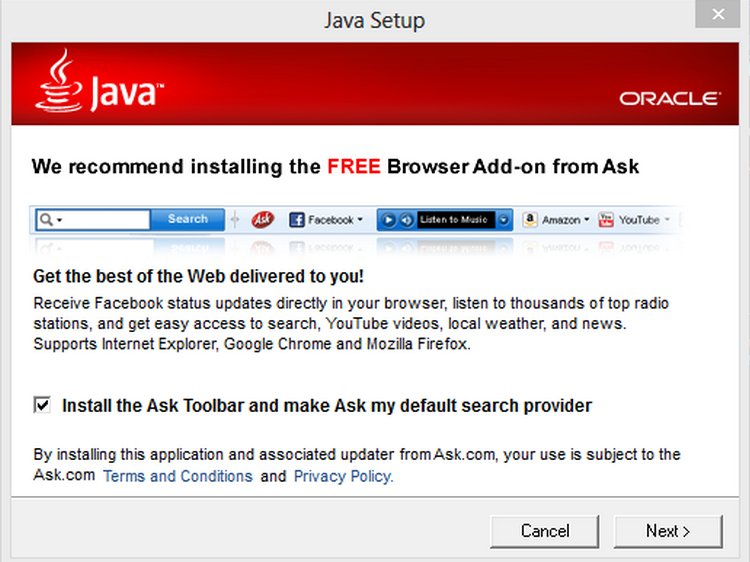 Java Setup
Java™
ORACLE
We recommend installing the FREE Browser Add-on from Ask
Search Ask Facebook Listen to Music Amazon YouTube
Get the best of the Web delivered to you!
Receive Facebook status updates directly in your browser, listen to thousands of top radio
stations, and get easy access to search, YouTube videos, local weather, and news.
Supports Internet Explorer, Google Chrome and Mozilla Firefox.
Install the Ask Toolbar and make Ask my default search provider
By installing this application and associated updater from Ask.com, your use is subject to the
Ask.com Terms and Conditions and Privacy Policy.
Cancel Next >